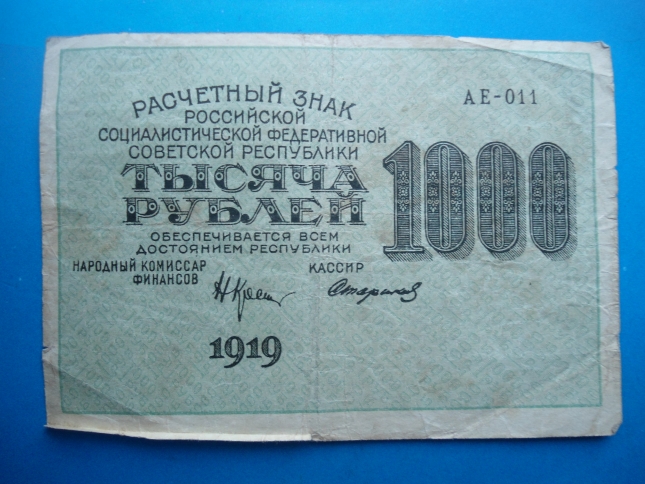 АЕ-011
РАСЧЕТНЫЙ ЗНАК
РОССИЙСКОЙ
СОЦИАЛИСТИЧЕСКОЙ ФЕДЕРАТИВНОЙ
СОВЕТСКОЙ РЕСПУБЛИКИ
ТЫСЯЧА
РУБЛЕЙ
1000
ОБЕСПЕЧИВАЕТСЯ ВСЕМ
ДОСТОЯНИЕМ РЕСПУБЛИКИ
НАРОДНЫЙ КОМИССАР
ФИНАНСОВ
КАССИР
1919